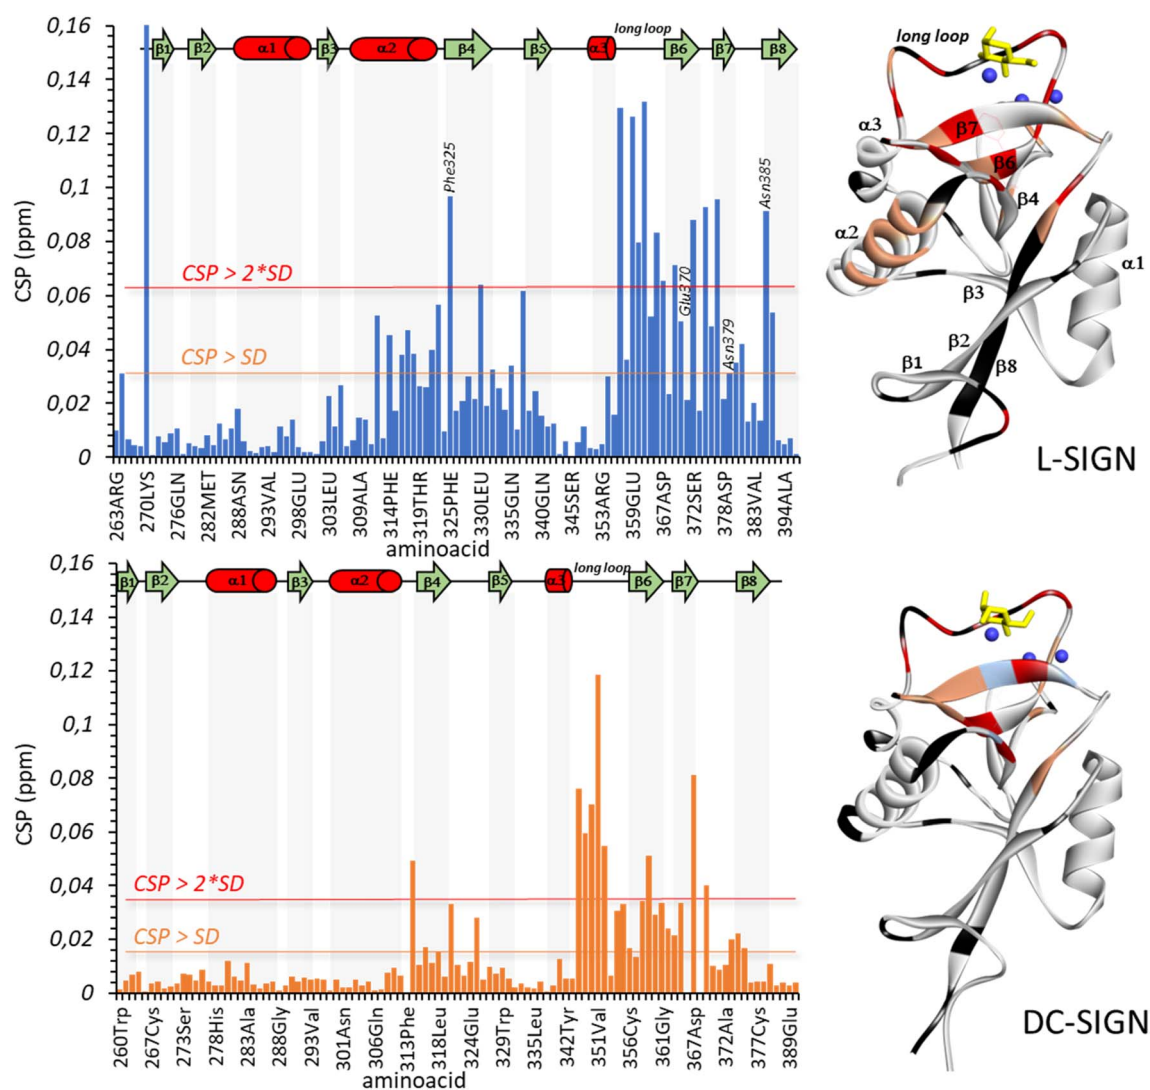 0,16
0,14
0,12
0,1
0,08
0,06
0,04
0,02
0
CSP (ppm)
β1 β2 α1 β3 α2 β4 β5 α3 long loop β6 β7 β8
Phe325
Glu370
Asn379
Asn385
CSP > 2*SD
CSP > SD
263ARG 270LYS 276GLN 282MET 288ASN 293VAL 298GLU 303LEU 309ALA 314PHE 319THR 325PHE 330LEU 335GLN 340GLN 345SER 353ARG 359GLU 367ASP 372SER 378ASP 383VAL 394ALA
aminoacid
long loop
α3
β7
β6
β4
α2
α1
β3
β2
β1
β8
L-SIGN
0,16
0,14
0,12
0,1
0,08
0,06
0,04
0,02
0
CSP (ppm)
β1 β2 α1 β3 α2 β4 β5 α3 long loop β6 β7 β8
CSP > 2*SD
CSP > SD
260Trp 267Cys 273Ser 278His 283Ala 288Gly 293Val 301Asn 306Gln 313Phe 318Leu 324Glu 329Trp 335Leu 342Tyr 351Val 356Cys 361Gly 367Asp 372Ala 377Cys 389Glu
aminoacid
DC-SIGN